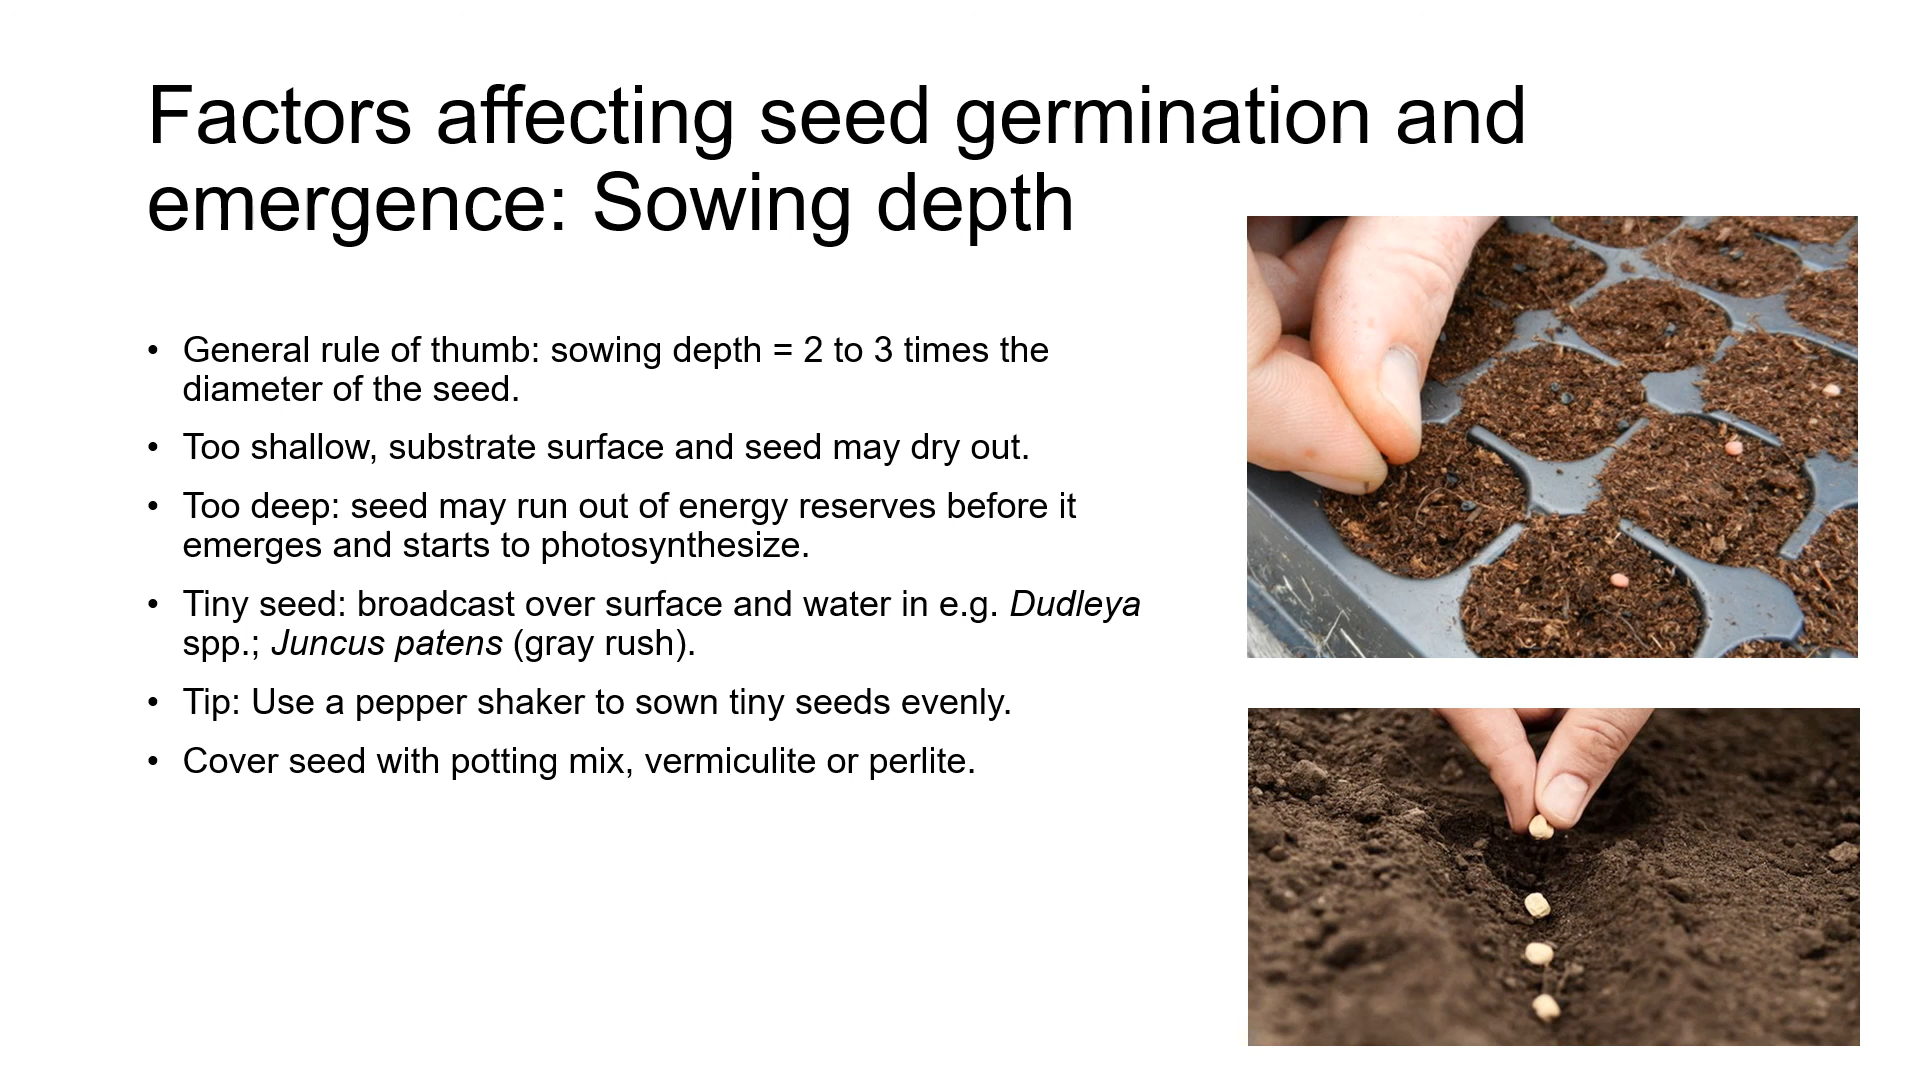 Factors affecting seed germination and
emergence: Sowing depth
• General rule of thumb: sowing depth = 2 to 3 times the
diameter of the seed.
• Too shallow, substrate surface and seed may dry out.
• Too deep: seed may run out of energy reserves before it
emerges and starts to photosynthesize.
• Tiny seed: broadcast over surface and water in e.g. Dudleya
spp.; Juncus patens (gray rush).
• Tip: Use a pepper shaker to sown tiny seeds evenly.
• Cover seed with potting mix, vermiculite or perlite.